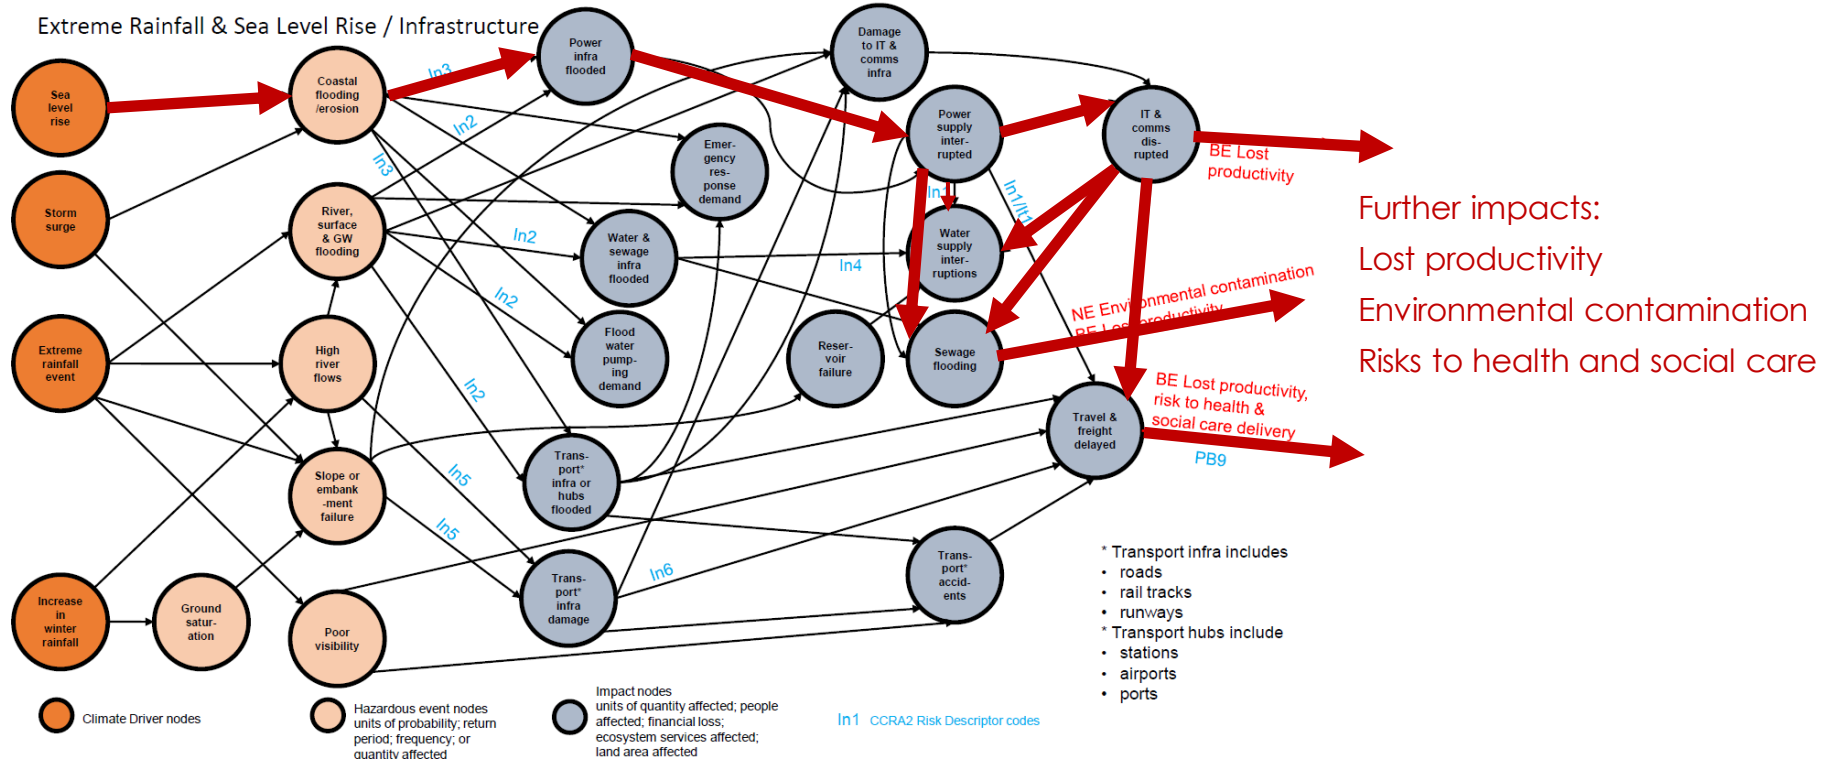 Extreme Rainfall & Sea Level Rise / Infrastructure
Sea
level
rise
Storm
surge
Extreme
rainfall
event
Increase
in
winter
rainfall
Ground
satur-
ation
Coastal
flooding
/erosion
River,
surface
& GW
flooding
High
river
flows
Slope or
embank
-ment
failure
Poor
visibility
In3
In2
In3
In2
In2
In2
In5
In5
In6
Power
infra
flooded
Emer-
gency
res-
ponse
demand
Water &
sewage
infra
flooded
Flood
water
pump-
ing
demand
Trans-
port*
infra or
hubs
flooded
Trans-
port*
infra
damage
Damage
to IT &
comms
infra
Power
supply
inter-
rupted
In1/It1
In4
Water
supply
inter-
ruptions
Reser-
voir
failure
Sewage
flooding
IT &
comms
dis-
rupted
BE Lost
productivity
NE Environmental contamination
BE Lost productivity
Travel &
freight
delayed
BE Lost productivity,
risk to health &
social care delivery
PB9
Trans-
port*
accid-
ents
Further impacts:
Lost productivity
Environmental contamination
Risks to health and social care
* Transport infra includes
• roads
• rail tracks
• runways
* Transport hubs include
• stations
• airports
• ports
Climate Driver nodes
Hazardous event nodes
units of probability; return
period; frequency; or
quantity affected
Impact nodes
units of quantity affected; people
affected; financial loss;
ecosystem services affected;
land area affected
In1 CCRA2 Risk Descriptor codes